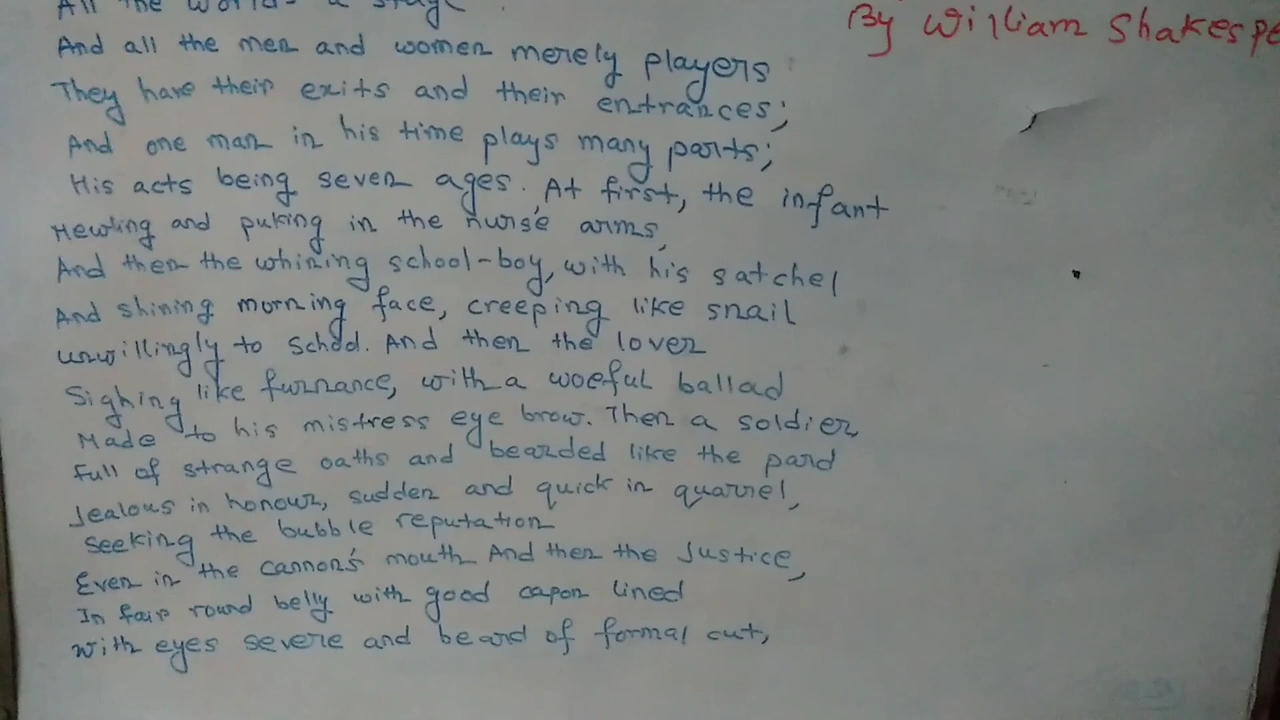 All the world's a stage
By William Shakespe
And all the men and women merely players
They have their exits and their entrances;
And one man in his time plays many parts;
His acts being seven ages. At first, the infant
Mewling and puking in the nurse's arms,
And then the whining school-boy, with his satchel
And shining morning face, creeping like snail
unwillingly to school. And then the lover
Sighing like furnance, with a woeful ballad
Made to his mistress eye brow. Then a soldier,
Full of strange oaths and bearded like the pard
Jealous in honour, sudden and quick in quarrel,
Seeking the bubble reputation
Even in the cannon's mouth And then the Justice,
In fair round belly with good capon lined
With eyes severe and beard of formal cut,